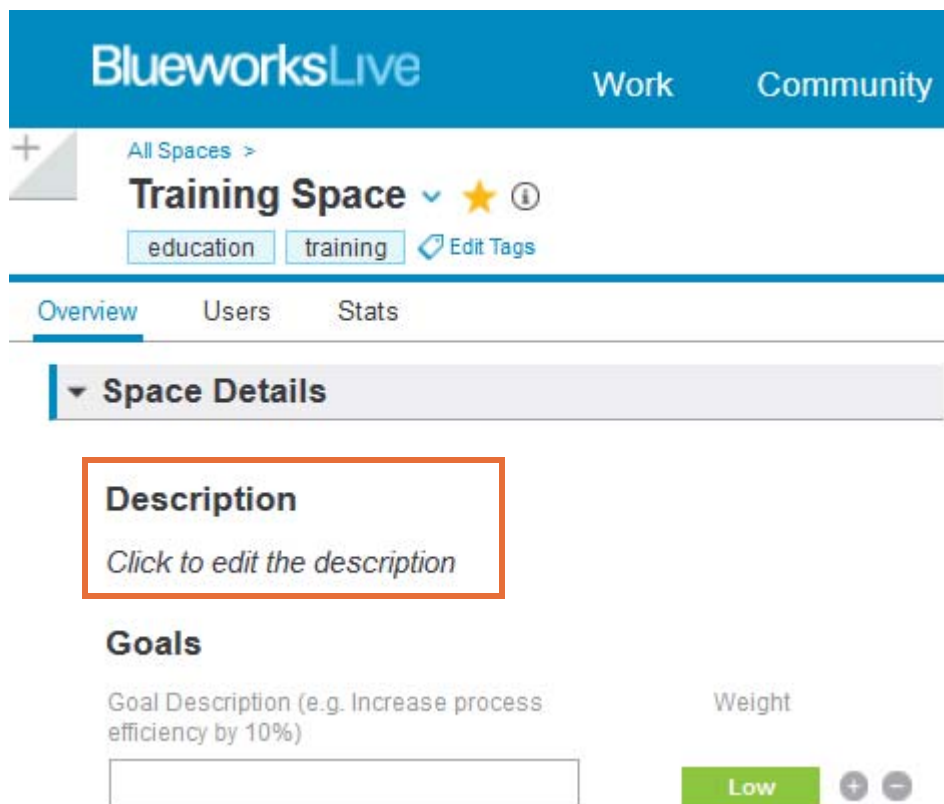 BlueworksLive
Work
Community
All Spaces >
Training Space
education
training
Edit Tags
Overview
Users
Stats
Space Details
Description
Click to edit the description
Goals
Goal Description (e.g. Increase process
efficiency by 10%)
Weight
Low